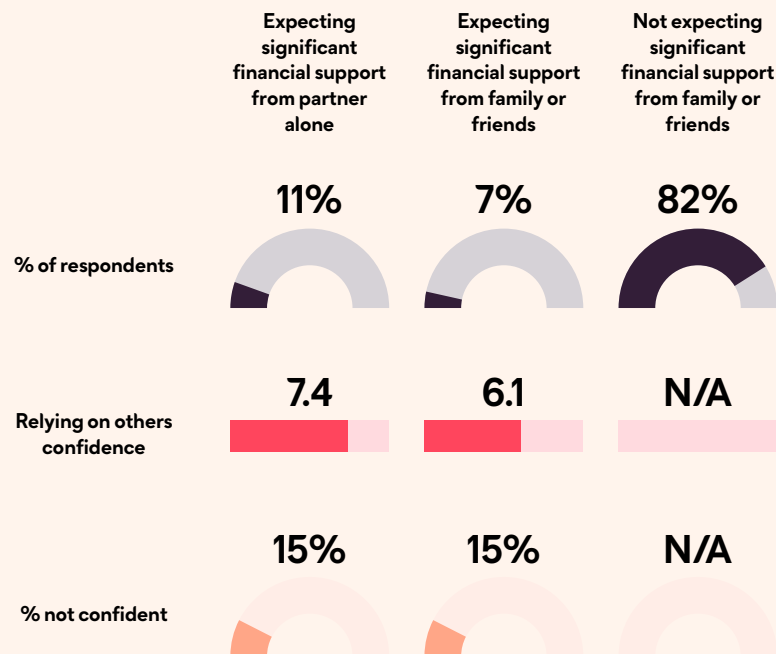 Expecting
significant
financial support
from partner
alone
Expecting
significant
financial support
from family or
friends
Not expecting
significant
financial support
from family or
friends
% of respondents
11%
7%
82%
Relying on others
confidence
7.4
6.1
N/A
% not confident
15%
15%
N/A